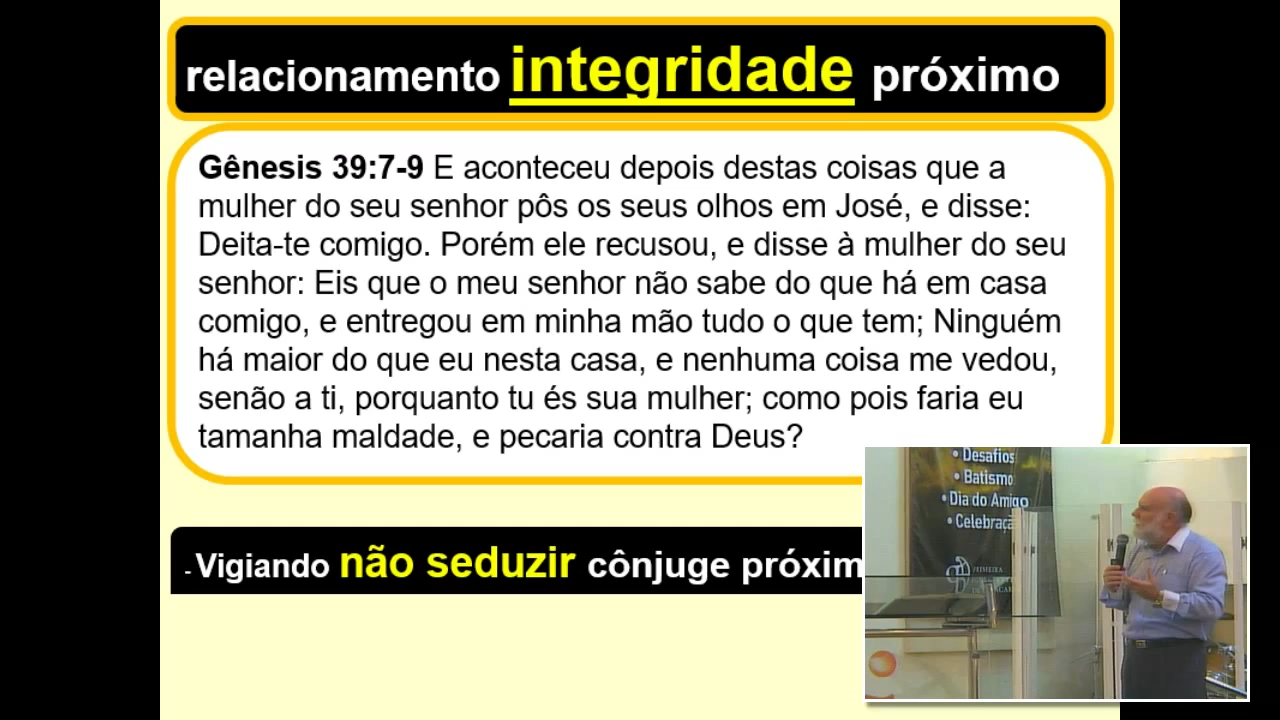 relacionamento integridade próximo
Gênesis 39:7-9 E aconteceu depois destas coisas que a
mulher do seu senhor pôs os seus olhos em José, e disse:
Deita-te comigo. Porém ele recusou, e disse à mulher do seu
senhor: Eis que o meu senhor não sabe do que há em casa
comigo, e entregou em minha mão tudo o que tem; Ninguém
há maior do que eu nesta casa, e nenhuma coisa me vedou,
senão a ti, porquanto tu és sua mulher; como pois faria eu
tamanha maldade, e pecaria contra Deus?
- Vigiando não seduzir cônjuge próxim
• Desafios
• Batismo
• Dia do Amigo
• Celebraçã
PRIMEIRA